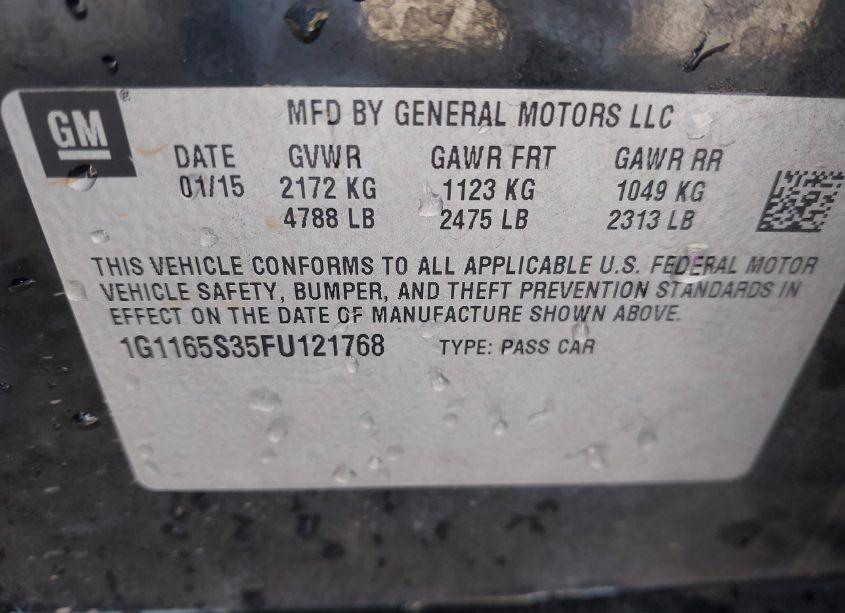 GM ®
MFD BY GENERAL MOTORS LLC
DATE GVWR GAWR FRT GAWR RR
01/15 2172 KG 1123 KG 1049 KG
4788 LB 2475 LB 2313 LB
THIS VEHICLE CONFORMS TO ALL APPLICABLE U.S. FEDERAL MOTOR
VEHICLE SAFETY, BUMPER, AND THEFT PREVENTION STANDARDS IN
EFFECT ON THE DATE OF MANUFACTURE SHOWN ABOVE.
1G1165S35FU121768 TYPE: PASS CAR